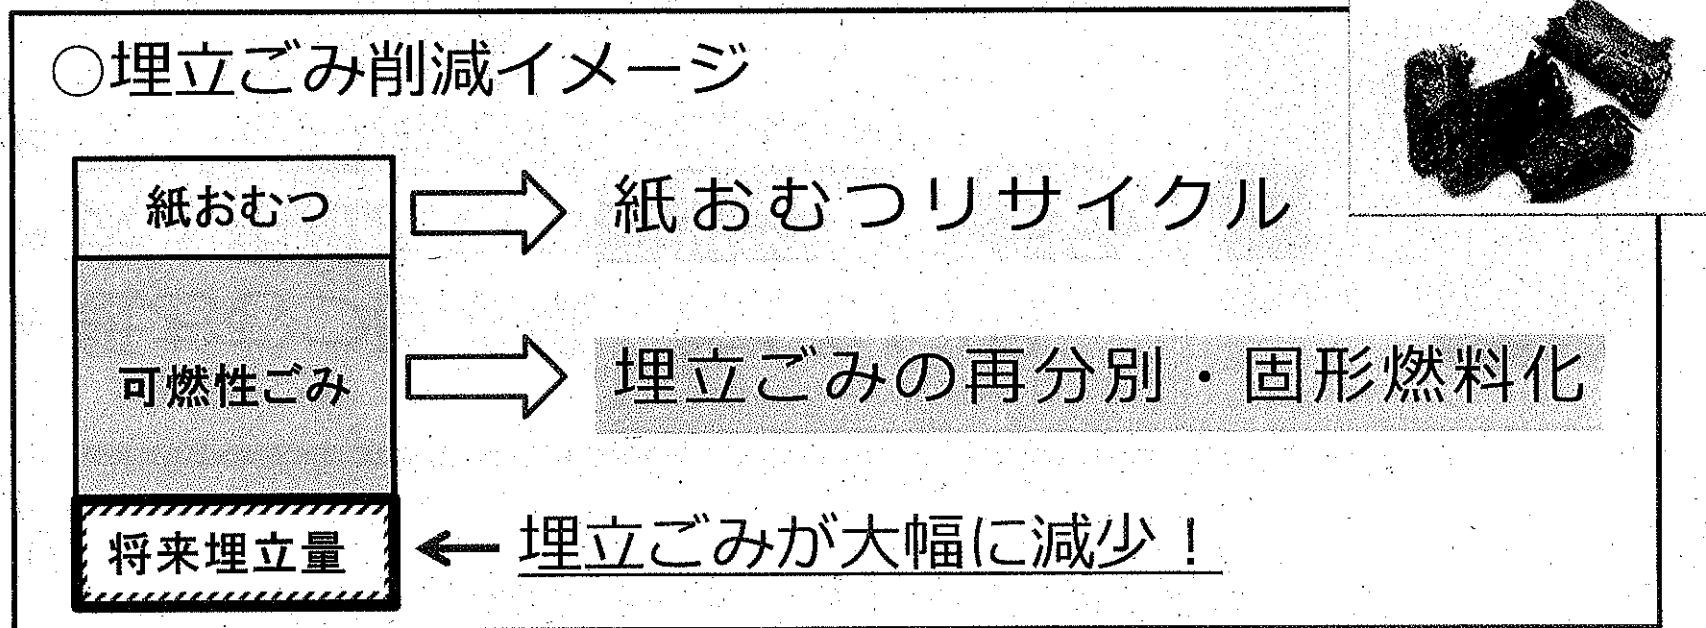 ○埋立ごみ削減イメージ
紙おむつ
紙おむつリサイクル
可燃性ごみ
埋立ごみの再分別・固形燃料化
将来埋立量
埋立ごみが大幅に減少！